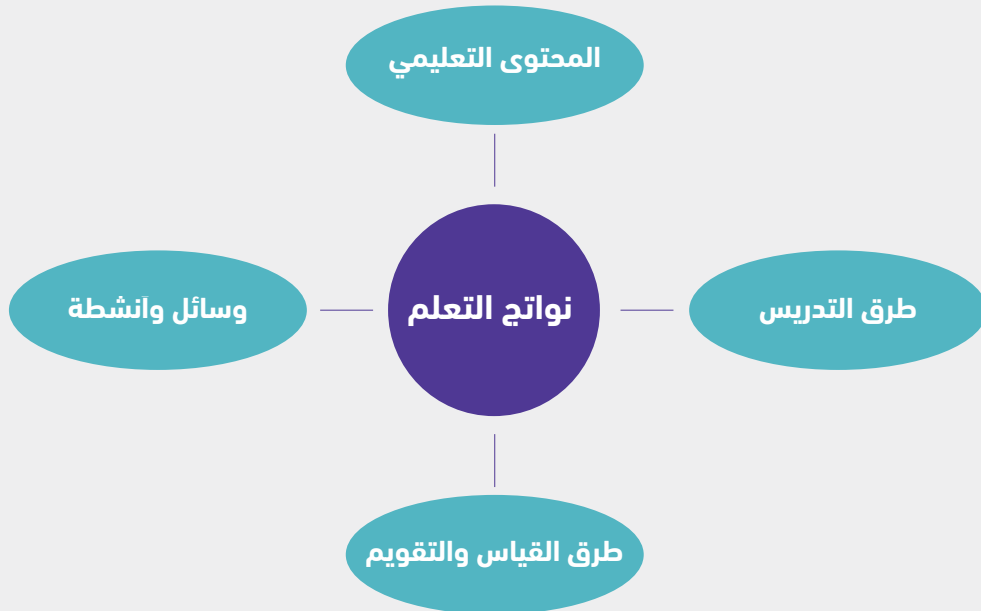 المحتوى التعليمي
طرق التدريس
نواتج التعلم
وسائل وأنشطة
طرق القياس والتقويم